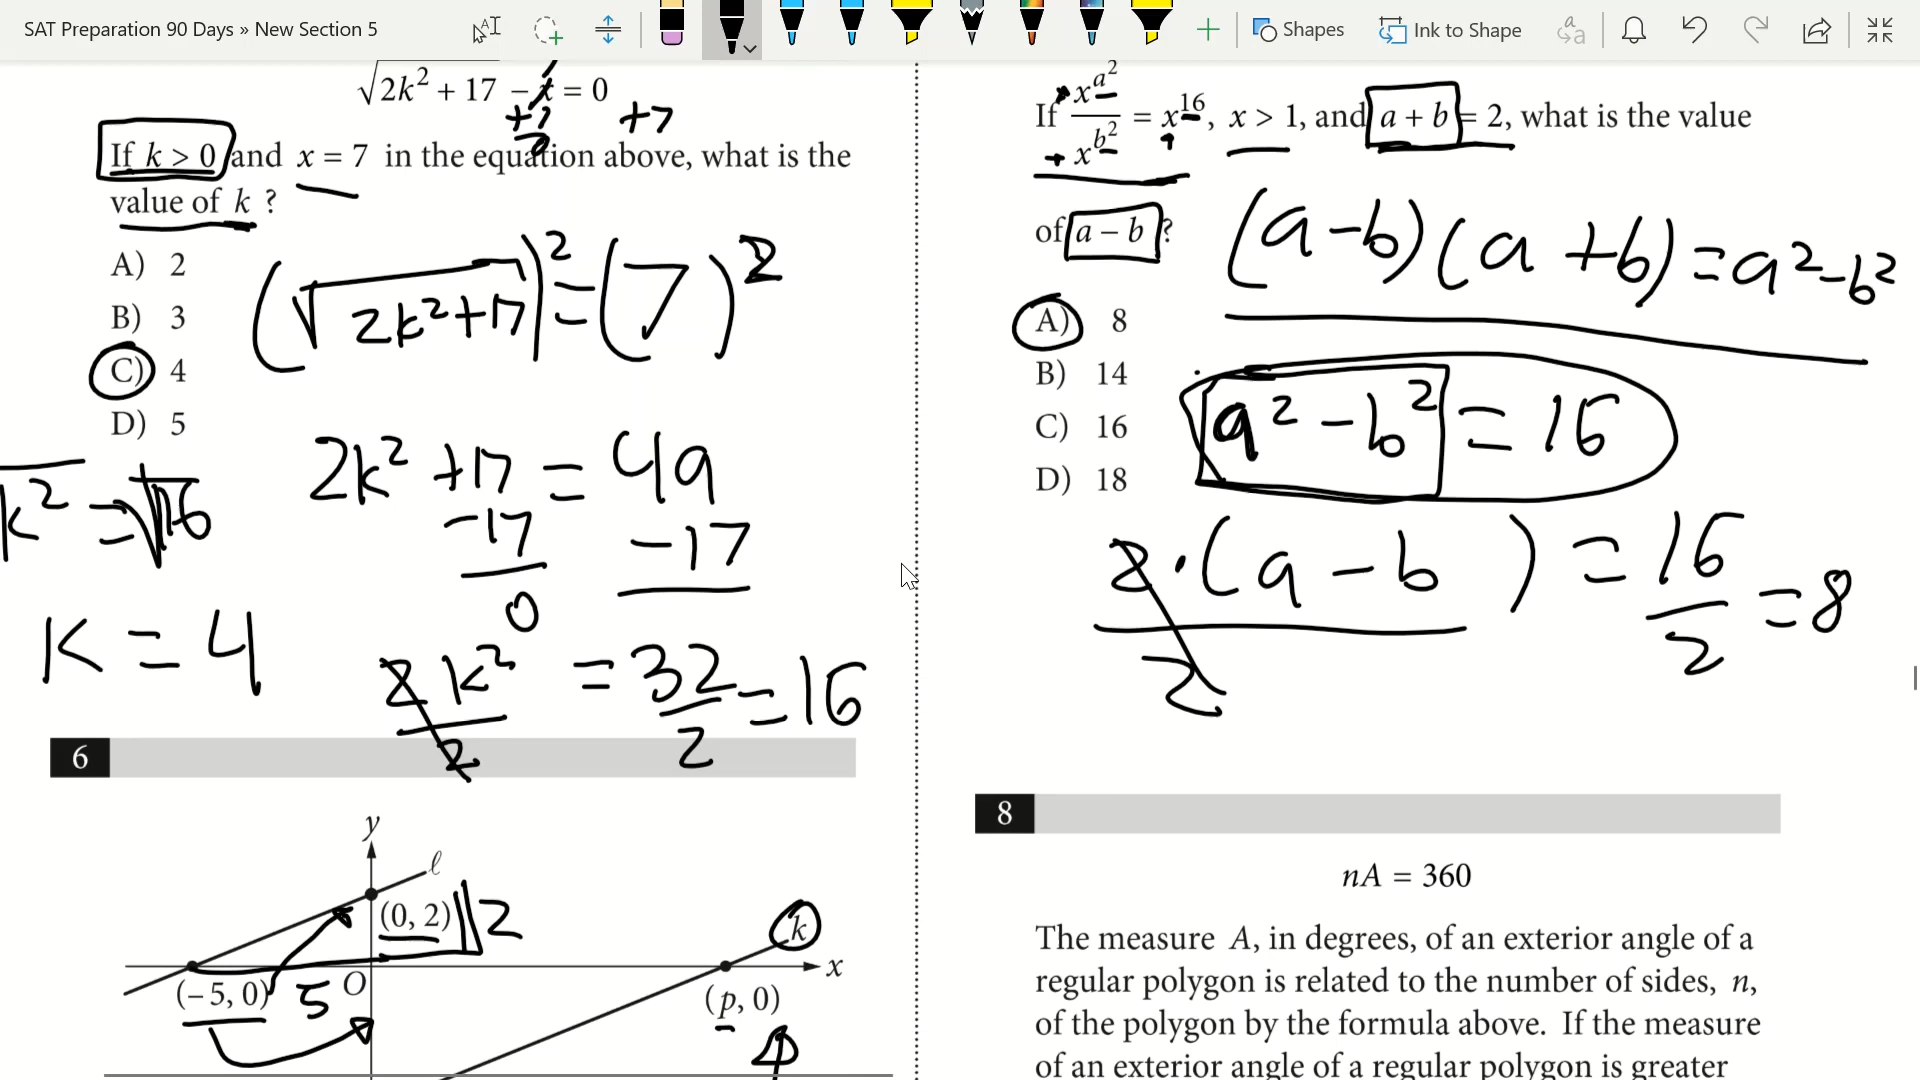 SAT Preparation 90 Days » New Section 5
Shapes
Ink to Shape
√2k² + 17 − x = 0
+7 +7
0
If k > 0 and x = 7 in the equation above, what is the
value of k ?
A) 2
B) 3
C) 4
D) 5
(√2k²+17)² = (7)²
2k² +17 = 49
−17 −17
0
2k²/2 = 32/2 = 16
k² = √16
K = 4
6
y
ℓ
(0, 2) 2
k
x
O
(−5, 0) 5
(p, 0)
p
If x^a²/x^b² = x^16, x > 1, and a + b = 2, what is the value
of a − b ?
A) 8
B) 14
C) 16
D) 18
(a−b)(a+b)=a²−b²
a² − b² = 16
2·(a − b)/2 = 16/2 = 8
8
nA = 360
The measure A, in degrees, of an exterior angle of a
regular polygon is related to the number of sides, n,
of the polygon by the formula above. If the measure
of an exterior angle of a regular polygon is greater